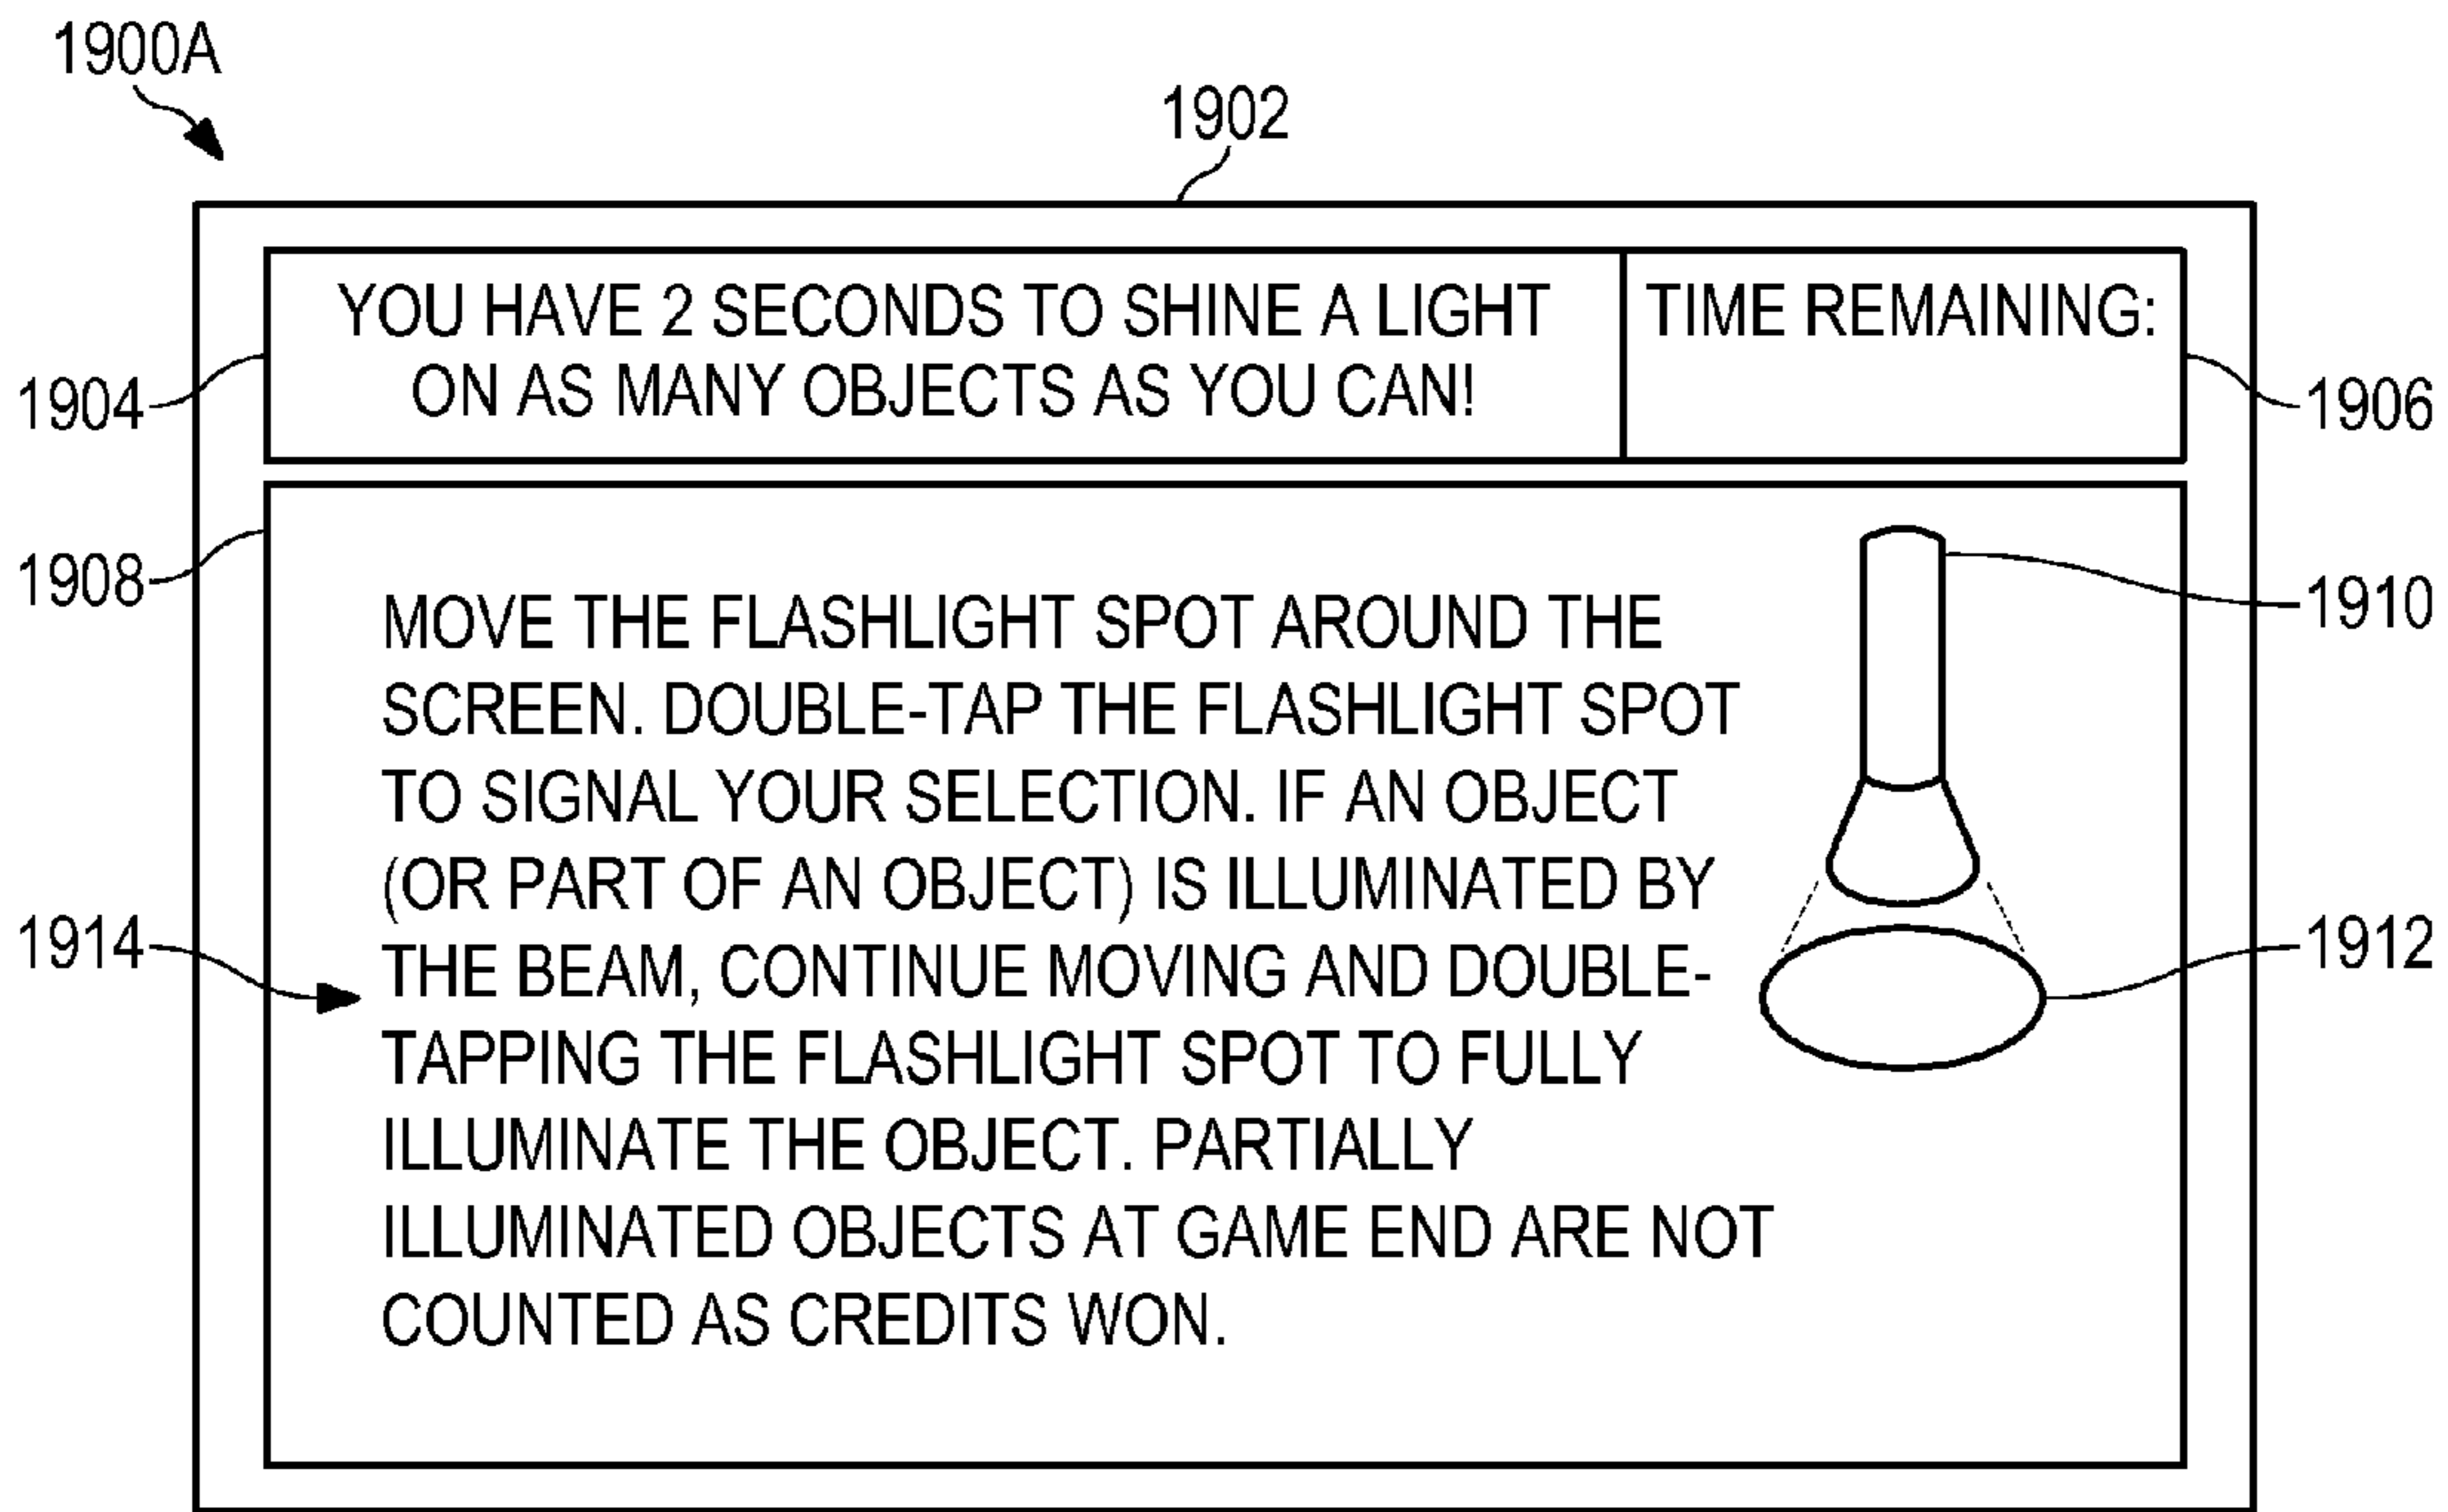 1900A
1902
YOU HAVE 2 SECONDS TO SHINE A LIGHT
ON AS MANY OBJECTS AS YOU CAN!
TIME REMAINING:
1904
1906
1908
1910
MOVE THE FLASHLIGHT SPOT AROUND THE
SCREEN. DOUBLE-TAP THE FLASHLIGHT SPOT
TO SIGNAL YOUR SELECTION. IF AN OBJECT
(OR PART OF AN OBJECT) IS ILLUMINATED BY
THE BEAM, CONTINUE MOVING AND DOUBLE-
TAPPING THE FLASHLIGHT SPOT TO FULLY
ILLUMINATE THE OBJECT. PARTIALLY
ILLUMINATED OBJECTS AT GAME END ARE NOT
COUNTED AS CREDITS WON.
1914
1912